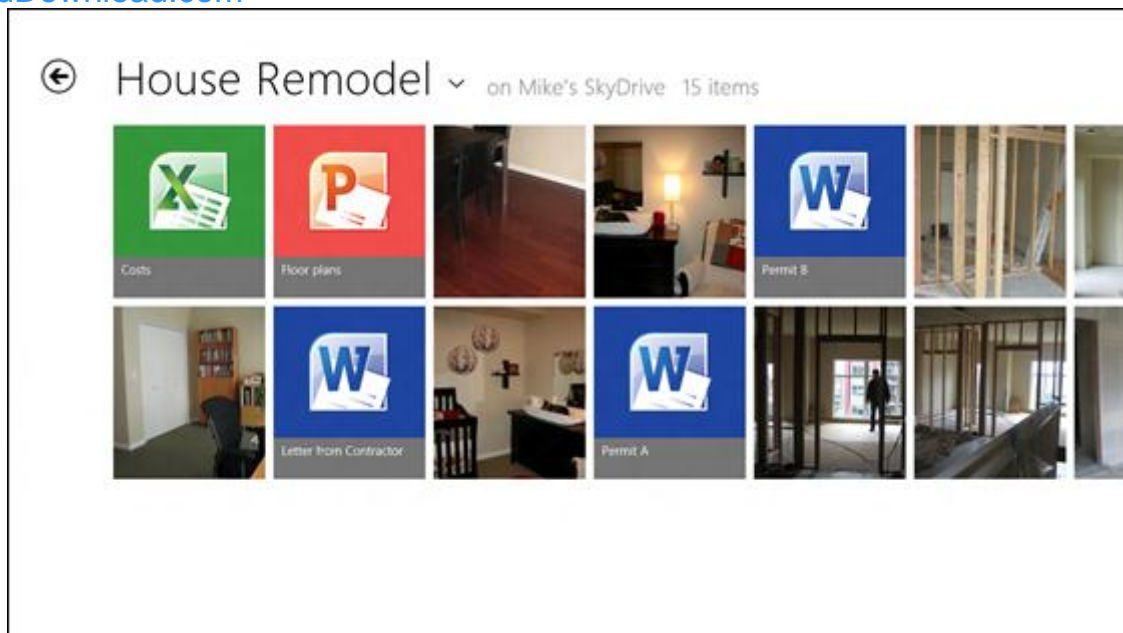 House Remodel on Mike's SkyDrive 15 items
Costs
Floor plans
Permit B
Letter from Contractor
Permit A